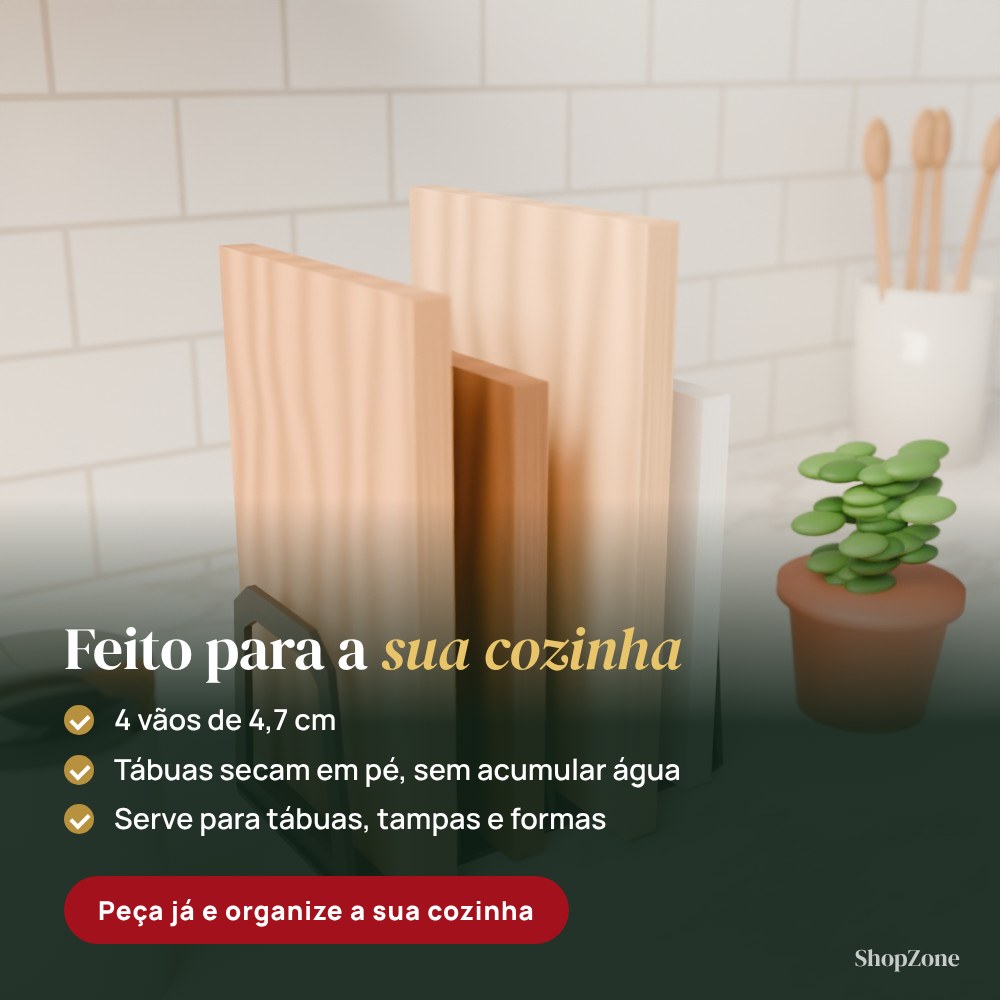 Feito para a sua cozinha
4 vãos de 4,7 cm
Tábuas secam em pé, sem acumular água
Serve para tábuas, tampas e formas
Peça já e organize a sua cozinha
ShopZone